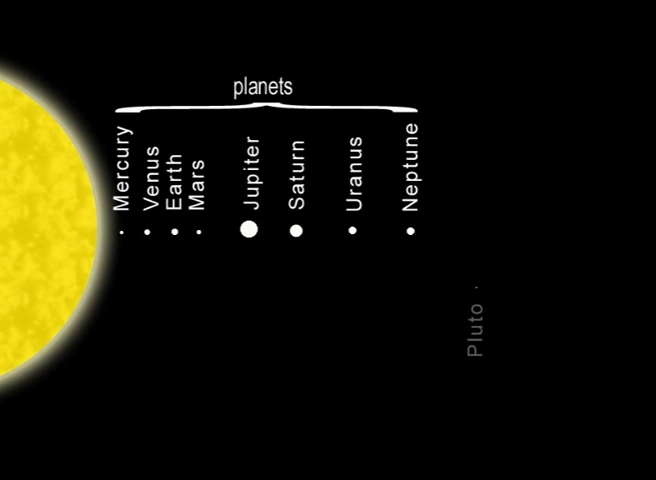 planets
Mercury
Venus
Earth
Mars
Jupiter
Saturn
Uranus
Neptune
Pluto